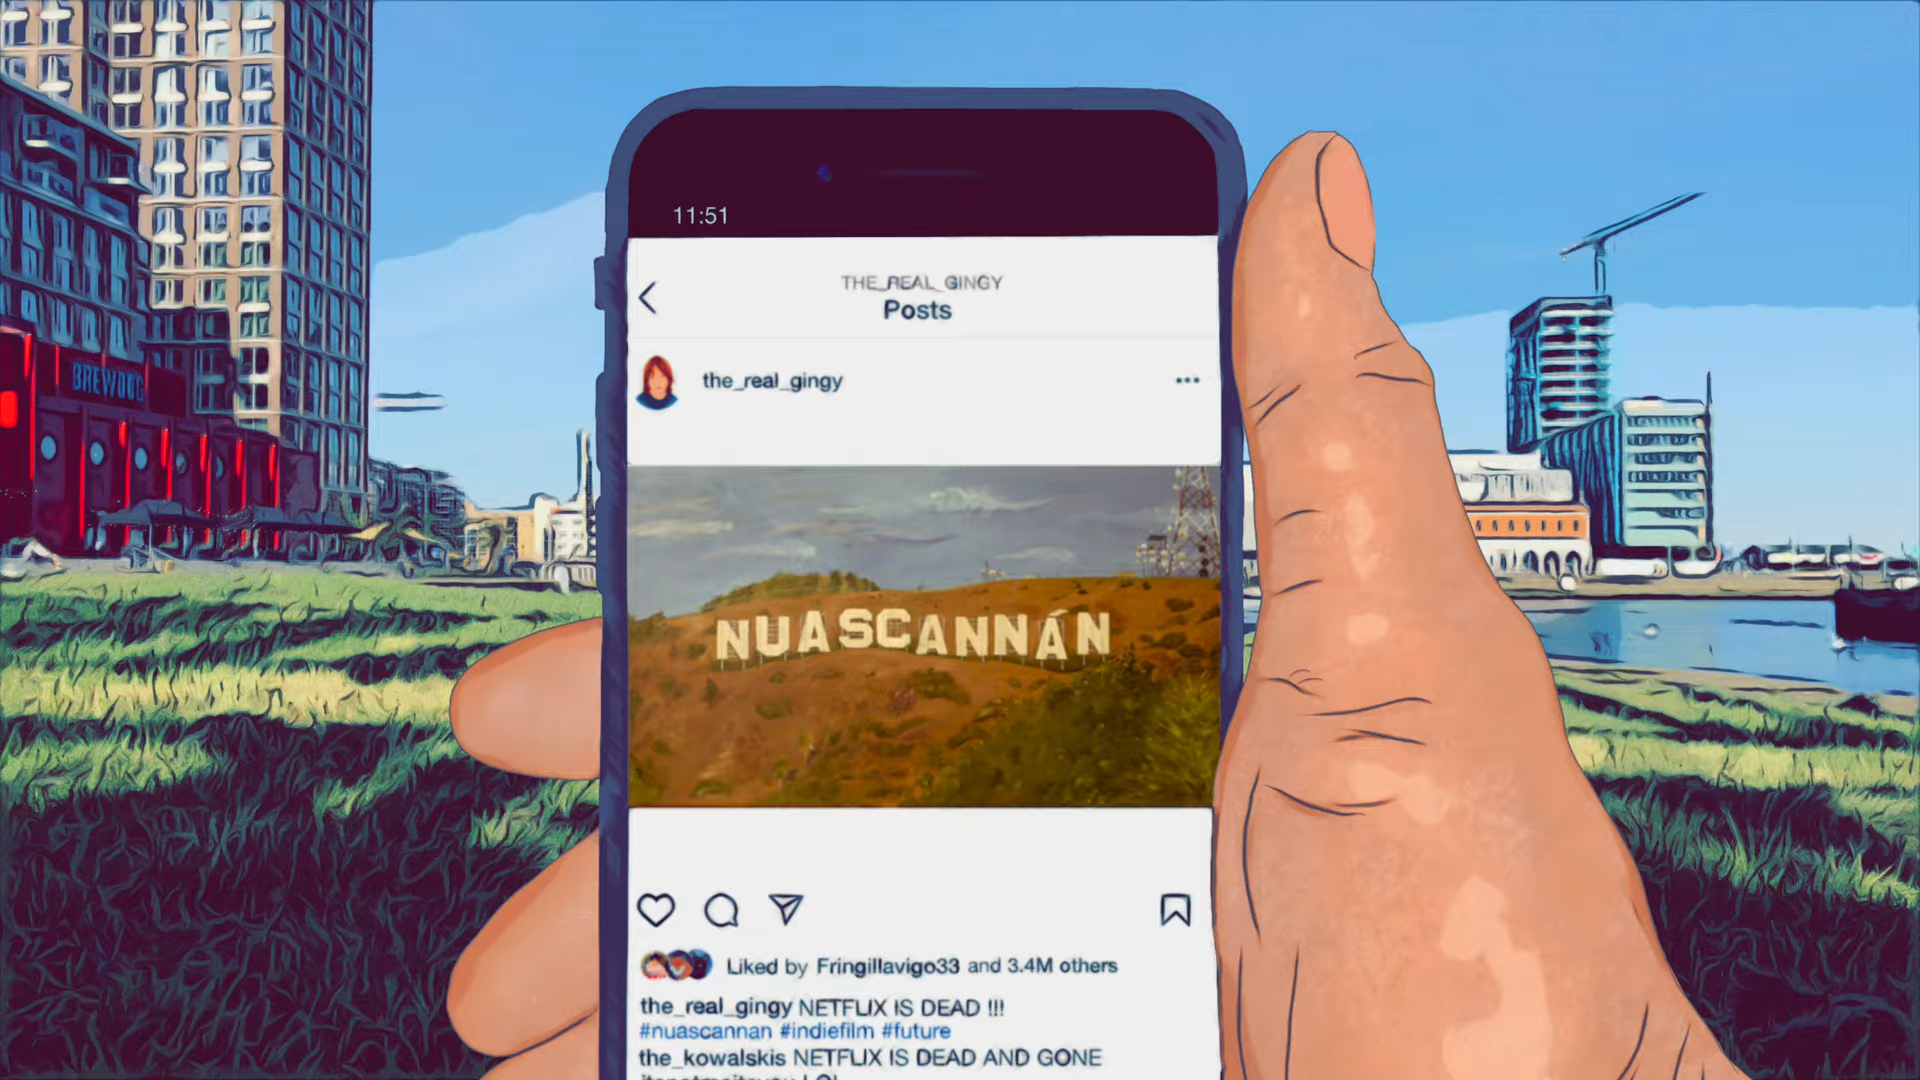 BREWDOG
11:51
THE_REAL_GINGY
Posts
the_real_gingy
NUASCANNÁN
Liked by Fringillavigo33 and 3.4M others
the_real_gingy NETFLIX IS DEAD !!!
#nuascannan #indiefilm #future
the_kowalskis NETFLIX IS DEAD AND GONE